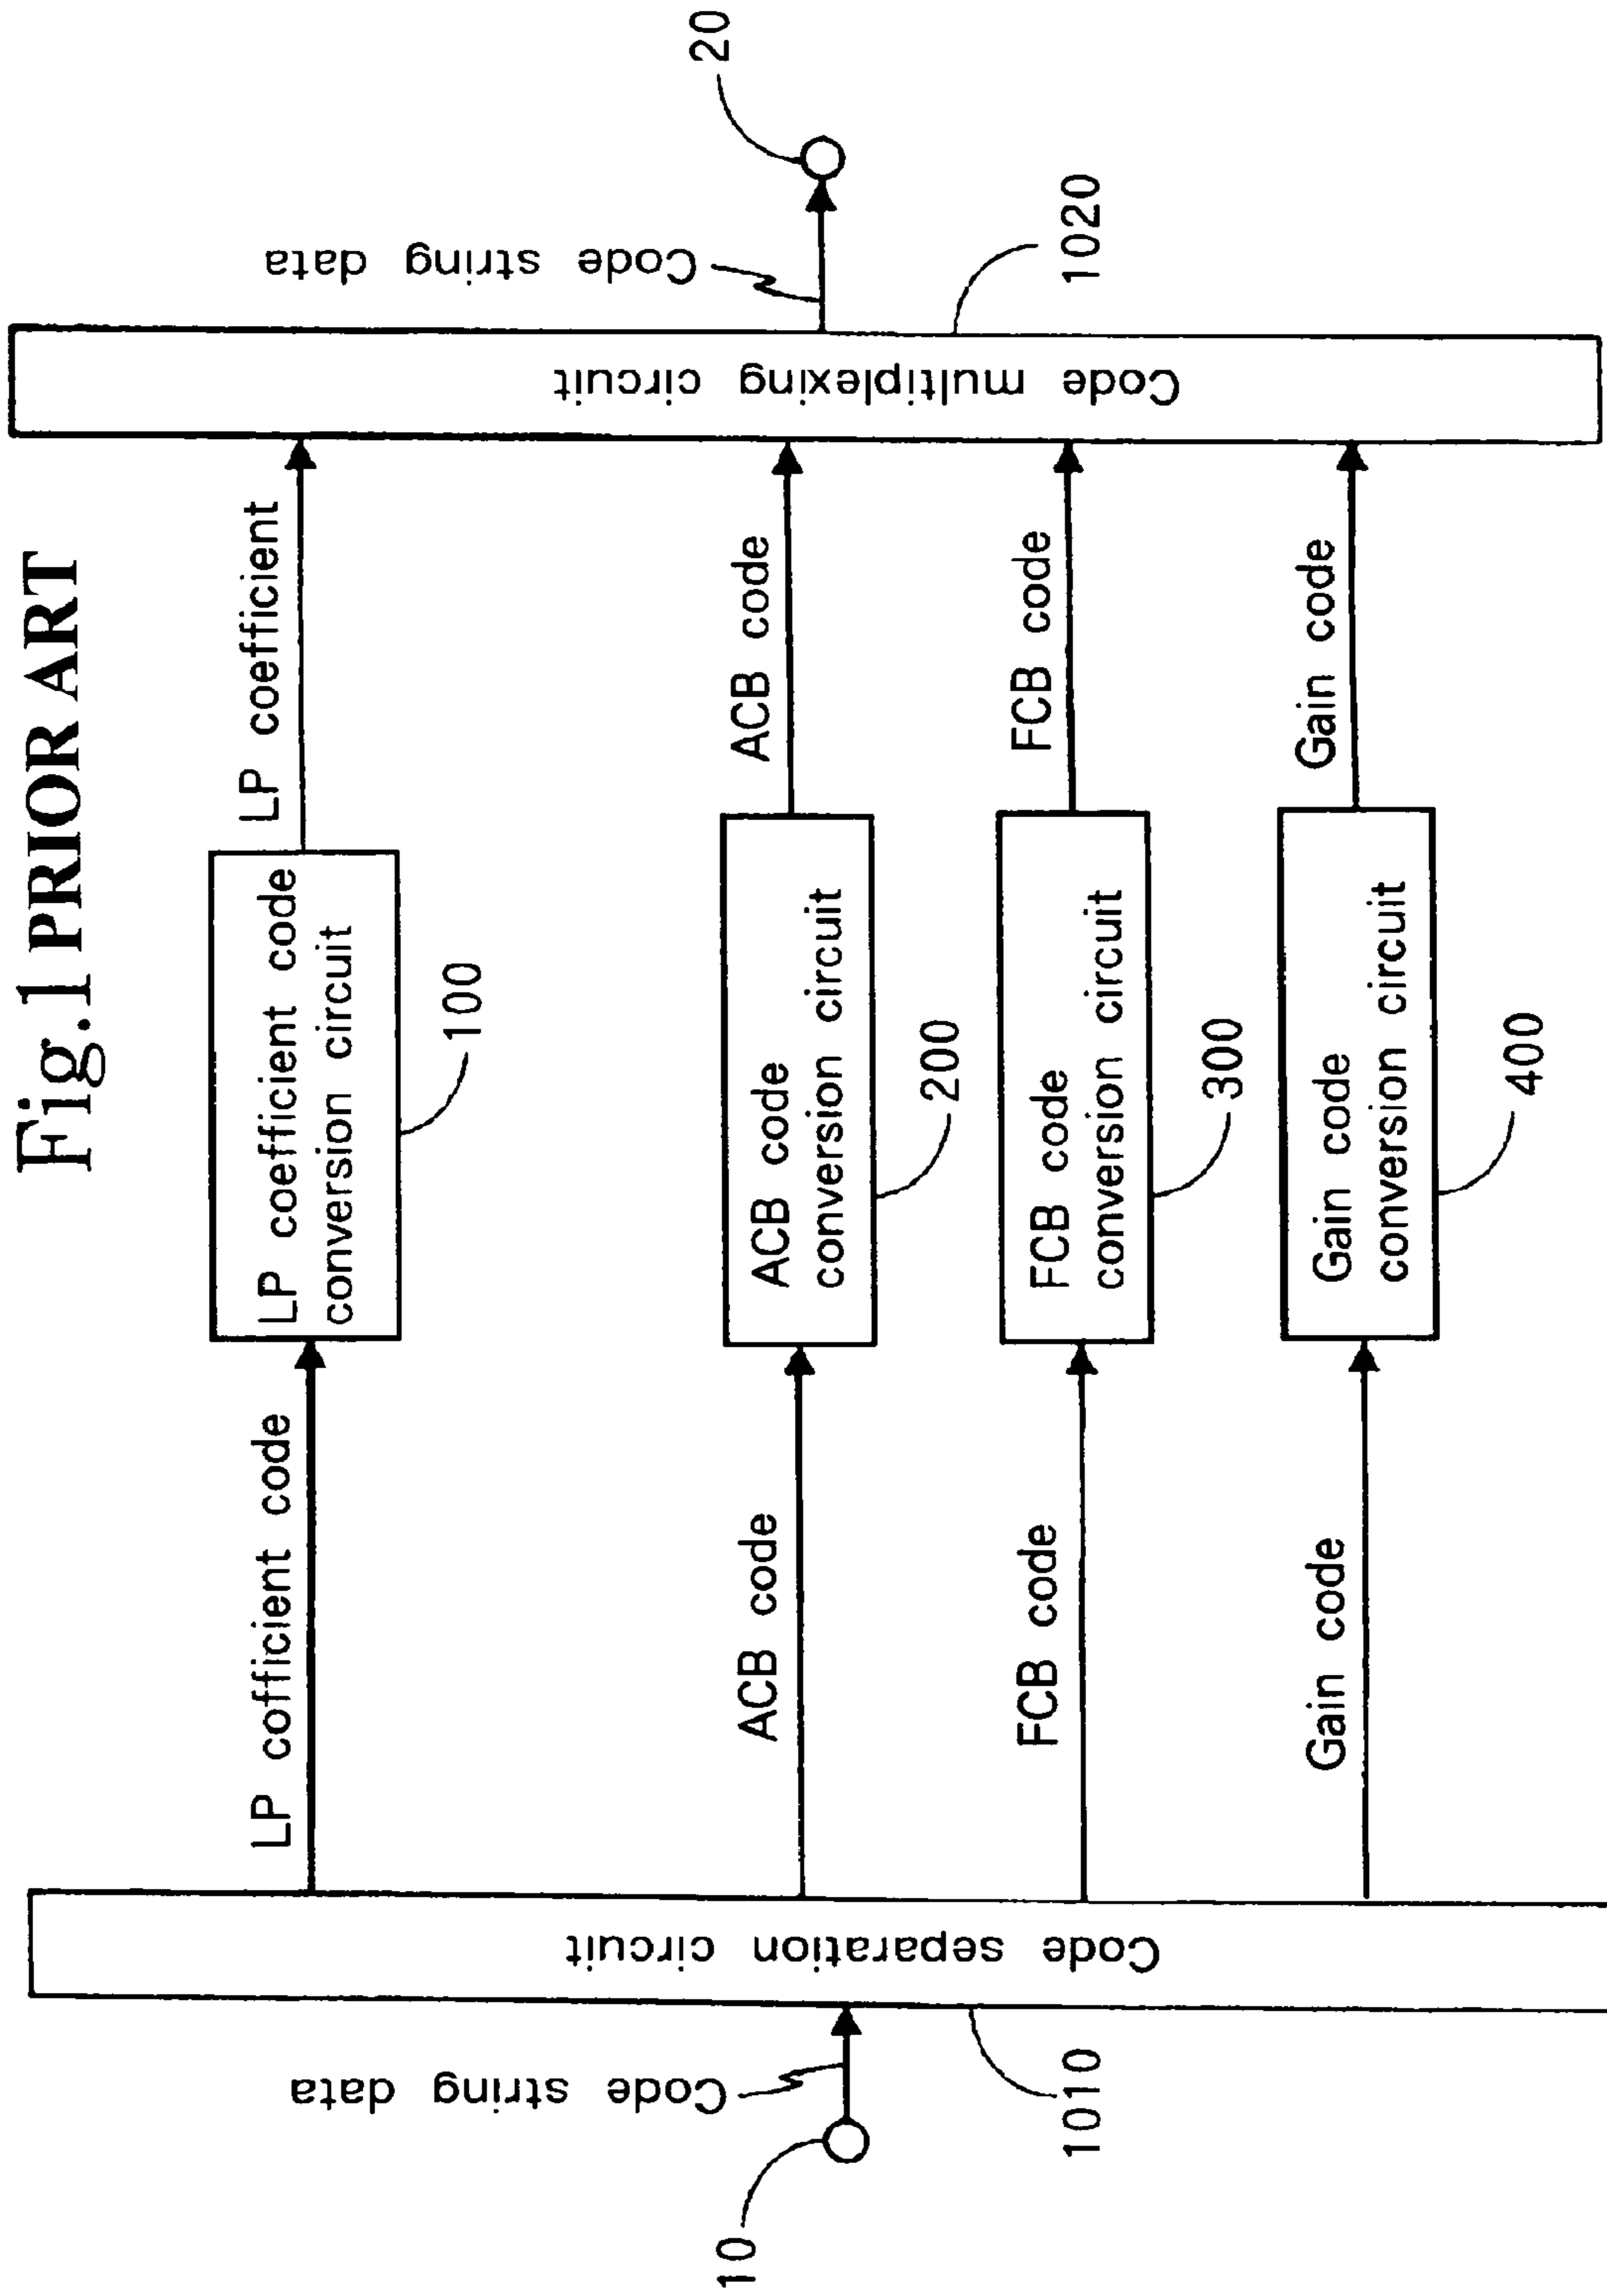 Fig.1 PRIOR ART
10
Code string data
1010
Code separation circuit
LP cofficient code
LP coefficient code
conversion circuit
100
LP coefficient
ACB code
ACB code
conversion circuit
200
ACB code
FCB code
FCB code
conversion circuit
300
FCB code
Gain code
Gain code
conversion circuit
400
Gain code
Code multiplexing circuit
1020
Code string data
20